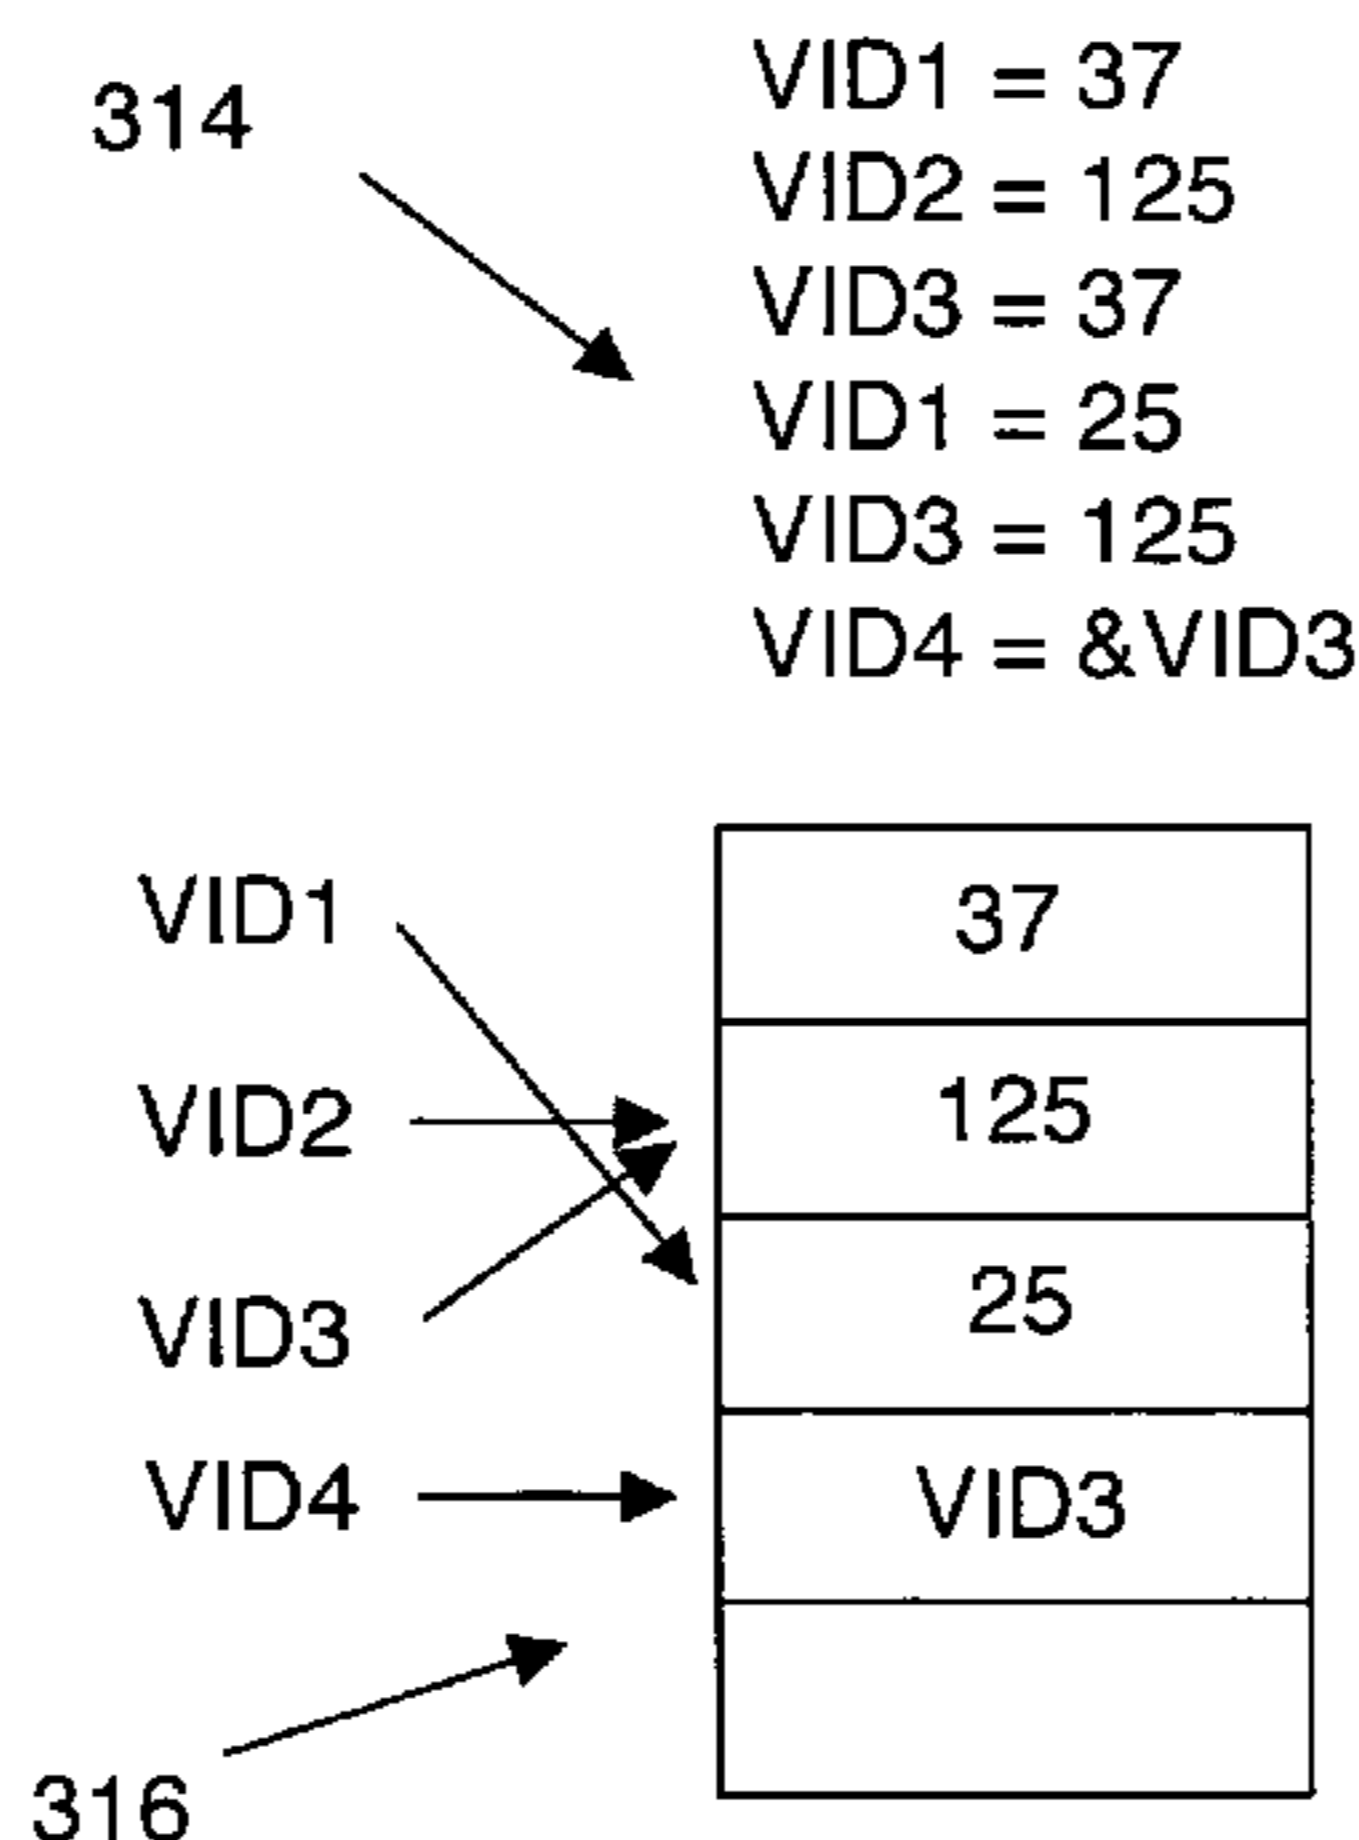 314
VID1 = 37
VID2 = 125
VID3 = 37
VID1 = 25
VID3 = 125
VID4 = &VID3
VID1
37
VID2
125
VID3
25
VID4
VID3
316